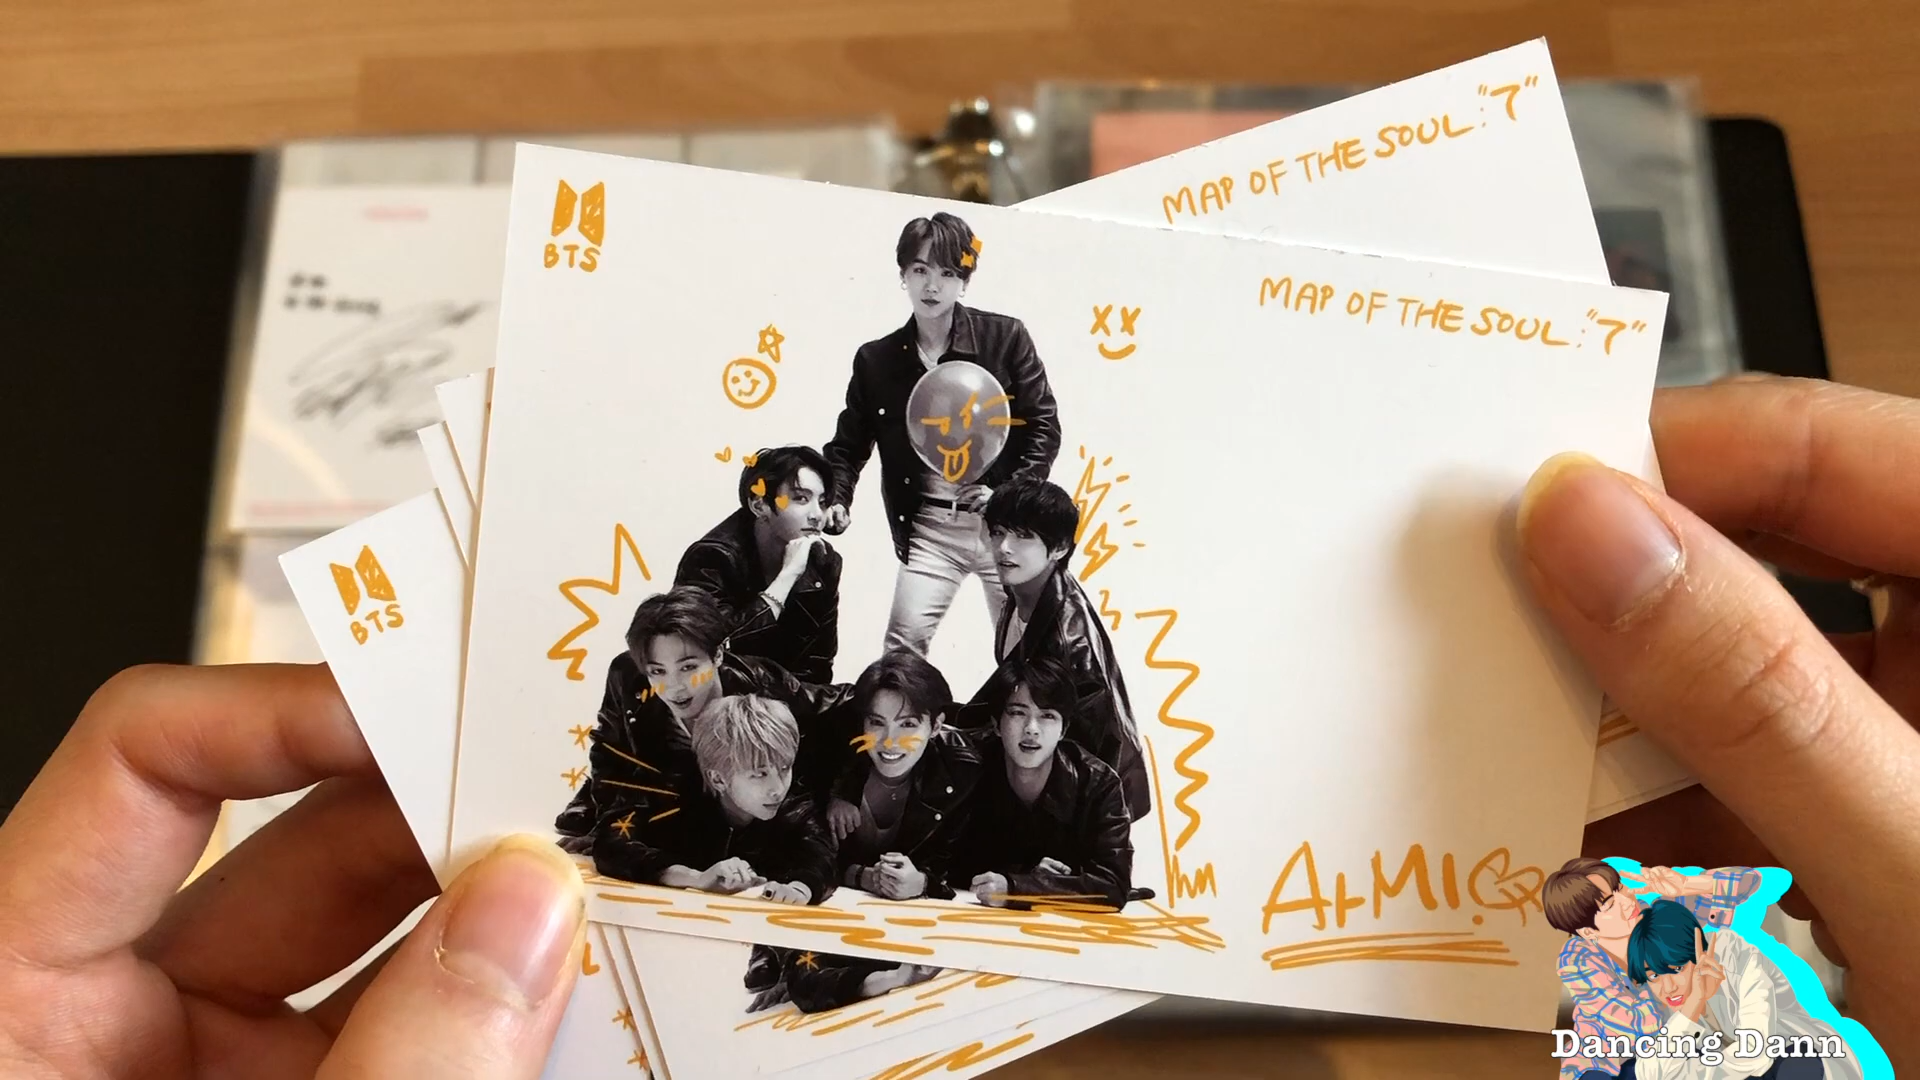 MAP OF THE SOUL:"7"
BTS
MAP OF THE SOUL:"7"
BTS
ArMI.
Dancing Dann